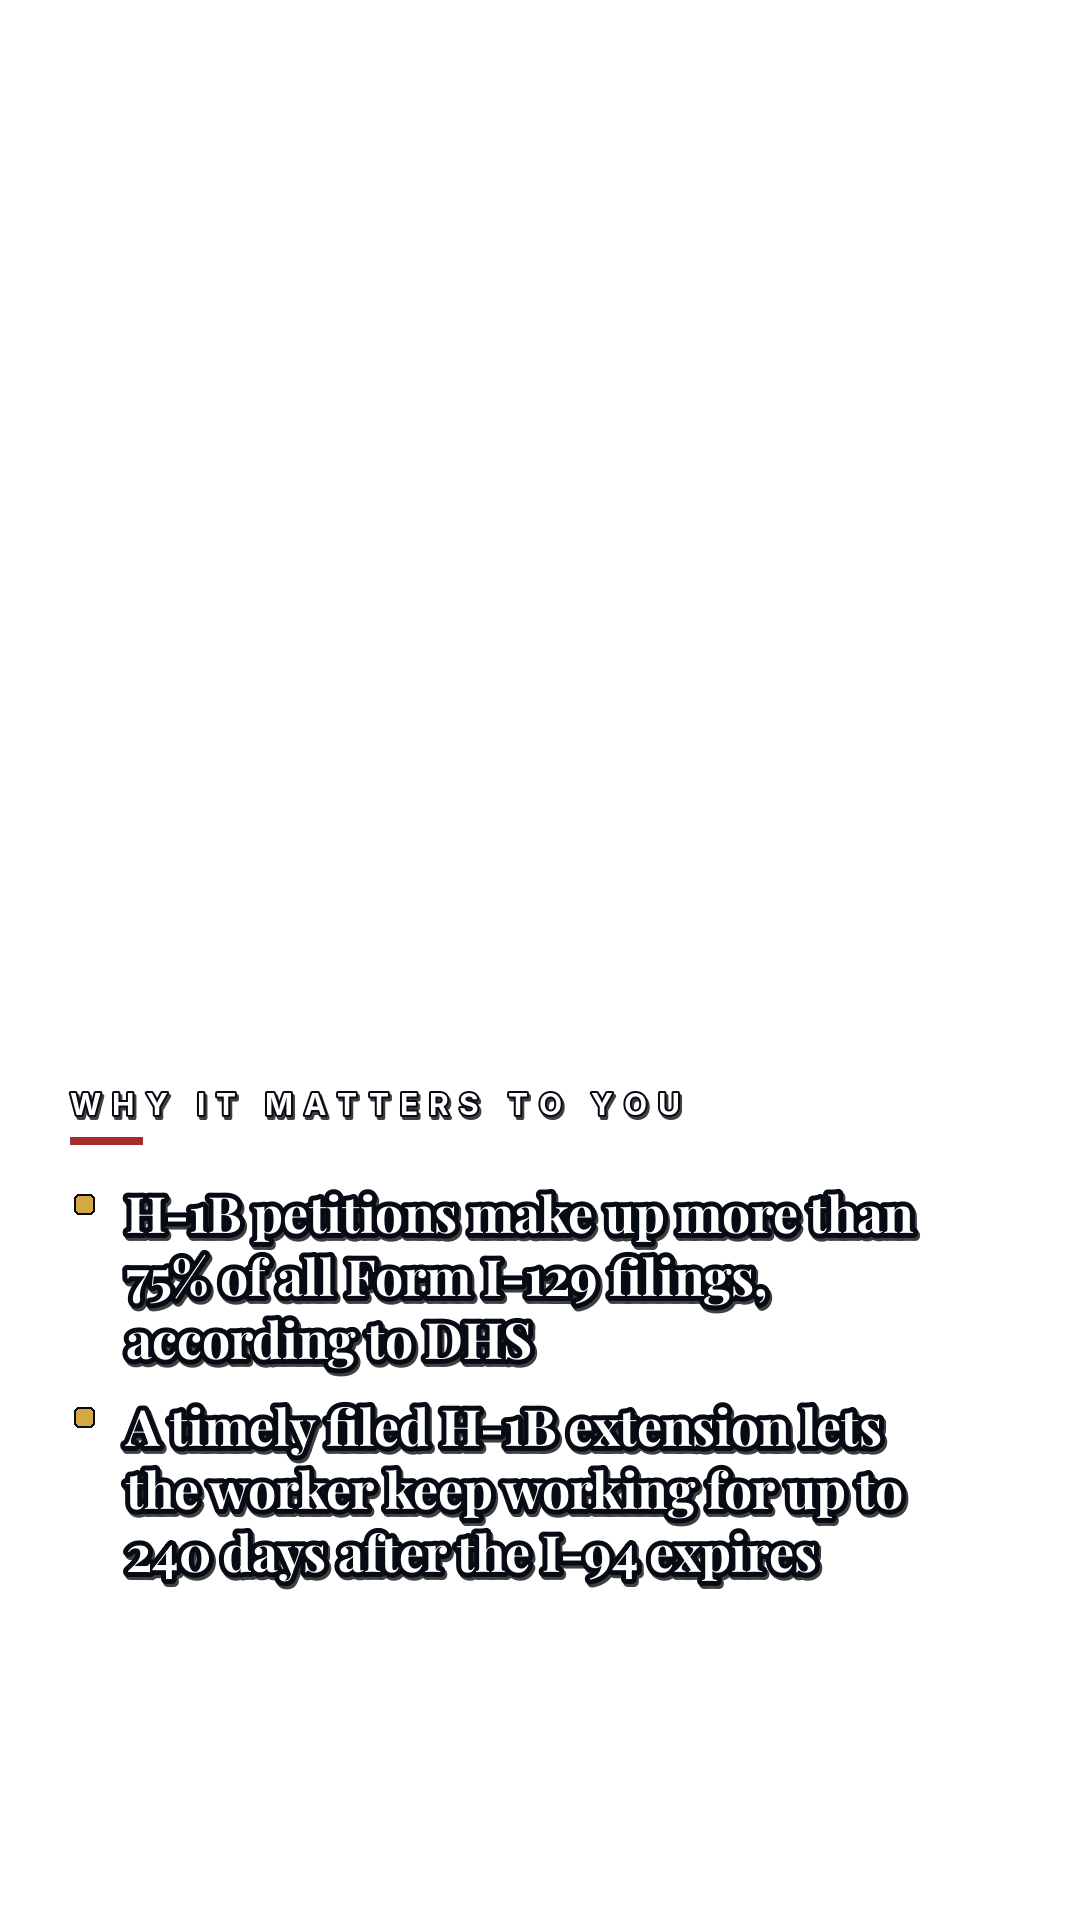 WHY IT MATTERS TO YOU
H-1B petitions make up more than
75% of all Form I-129 filings,
according to DHS
A timely filed H-1B extension lets
the worker keep working for up to
240 days after the I-94 expires